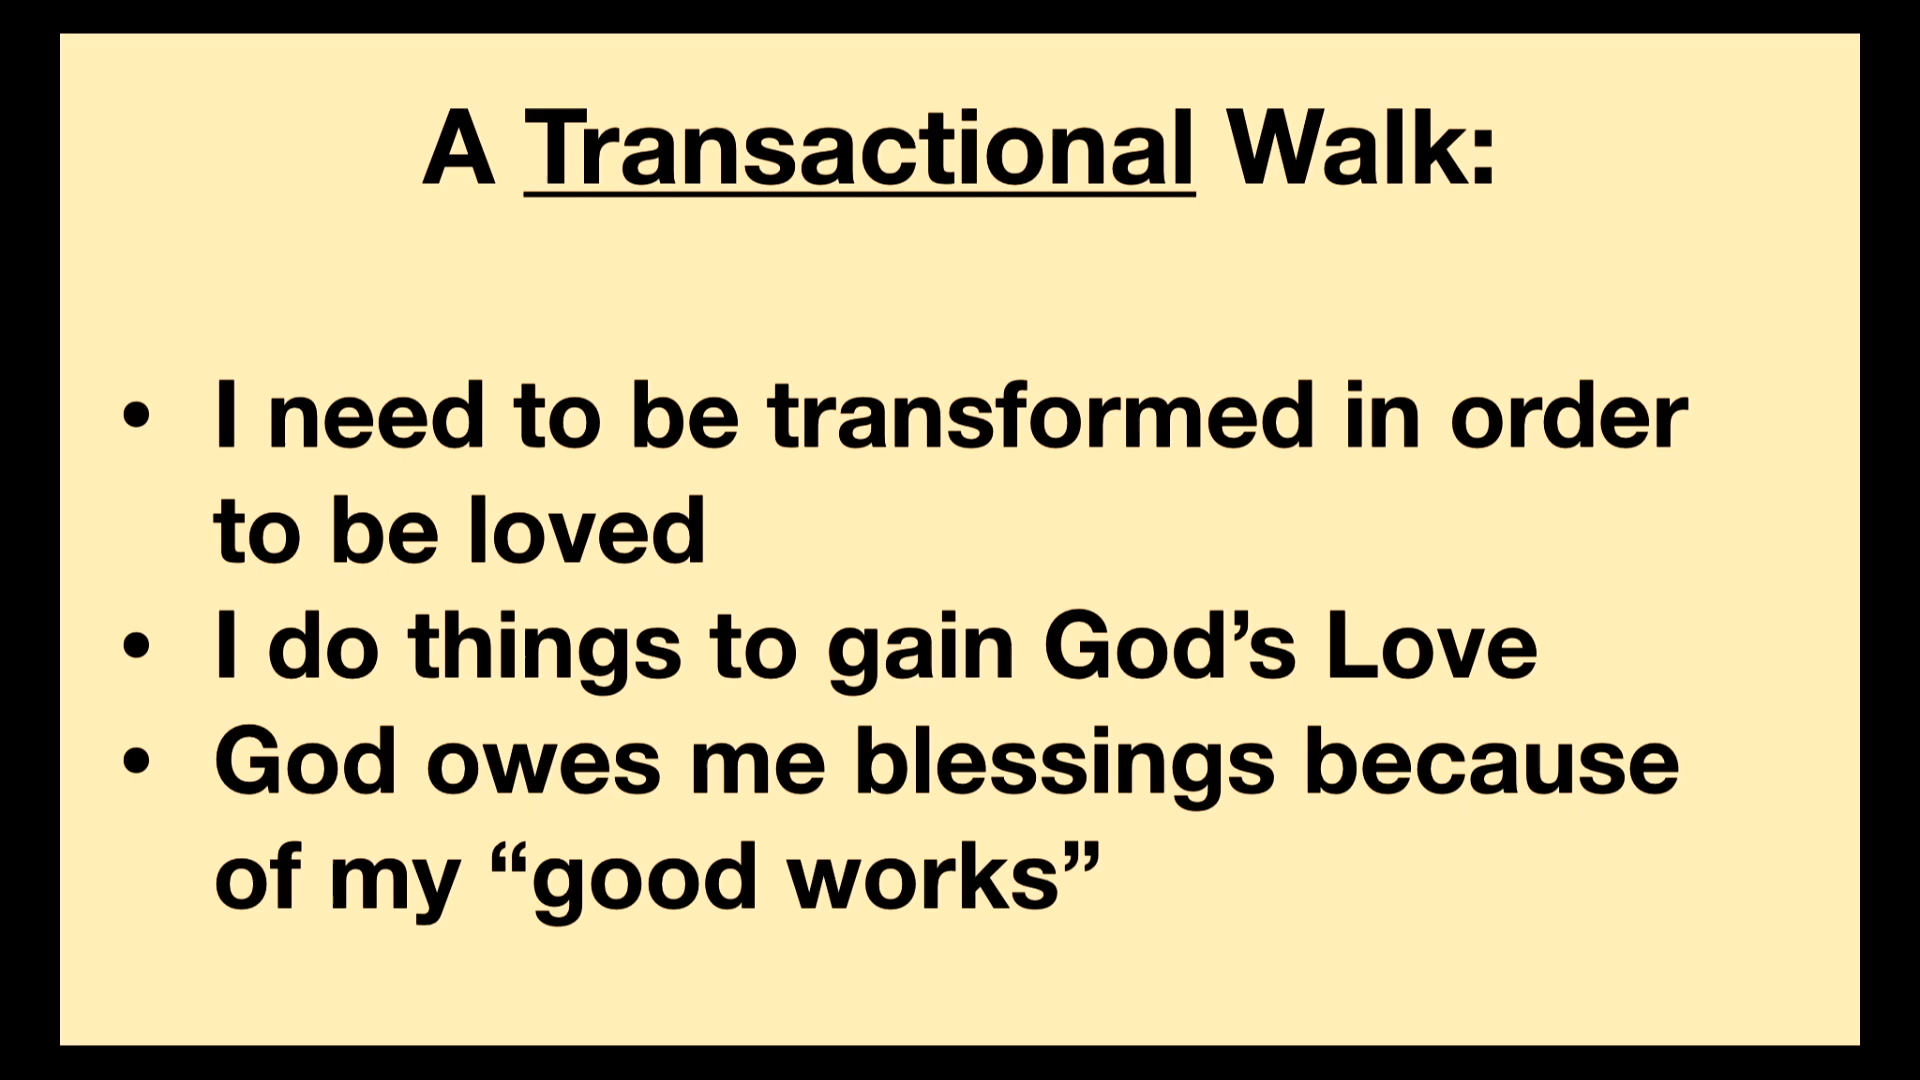 A Transactional Walk:
• I need to be transformed in order
to be loved
• I do things to gain God’s Love
• God owes me blessings because
of my “good works”